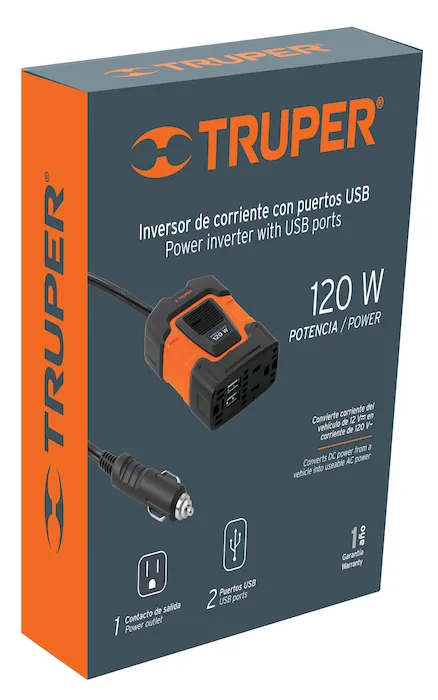 TRUPER®
TRUPER®
Inversor de corriente con puertos USB
Power inverter with USB ports
120 W
POTENCIA / POWER
TRUPER
120 W
Convierte corriente del
vehículo de 12 V⎓ en
corriente de 120 V~
Converts DC power from a
vehicle into useable AC power
1 año
Garantía
Warranty
1 Contacto de salida
Power outlet
2 Puertos USB
USB ports